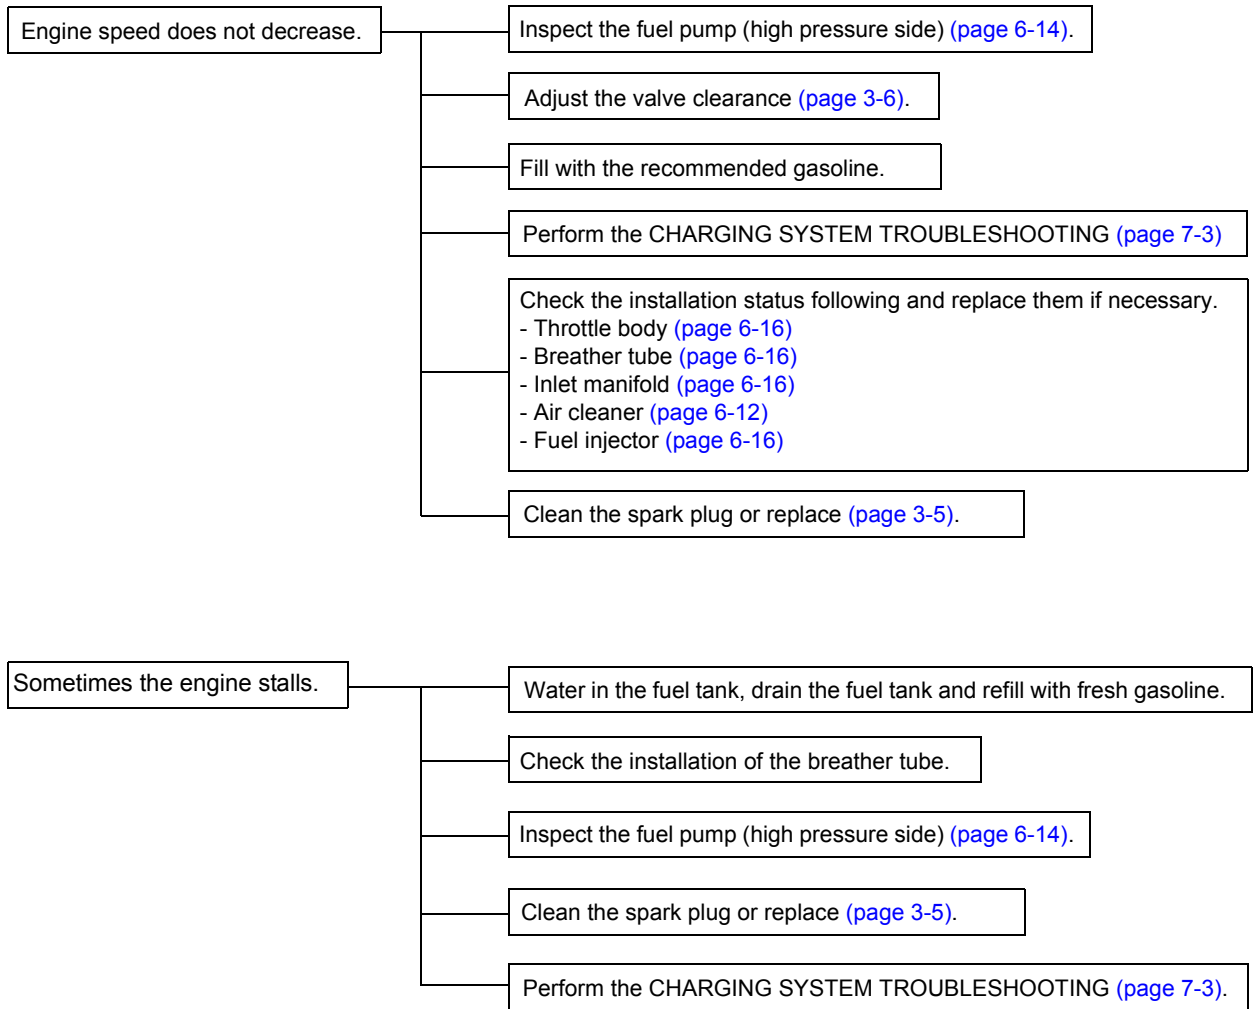 Engine speed does not decrease.
Inspect the fuel pump (high pressure side) (page 6-14).
Adjust the valve clearance (page 3-6).
Fill with the recommended gasoline.
Perform the CHARGING SYSTEM TROUBLESHOOTING (page 7-3)
Check the installation status following and replace them if necessary.
- Throttle body (page 6-16)
- Breather tube (page 6-16)
- Inlet manifold (page 6-16)
- Air cleaner (page 6-12)
- Fuel injector (page 6-16)
Clean the spark plug or replace (page 3-5).
Sometimes the engine stalls.
Water in the fuel tank, drain the fuel tank and refill with fresh gasoline.
Check the installation of the breather tube.
Inspect the fuel pump (high pressure side) (page 6-14).
Clean the spark plug or replace (page 3-5).
Perform the CHARGING SYSTEM TROUBLESHOOTING (page 7-3).